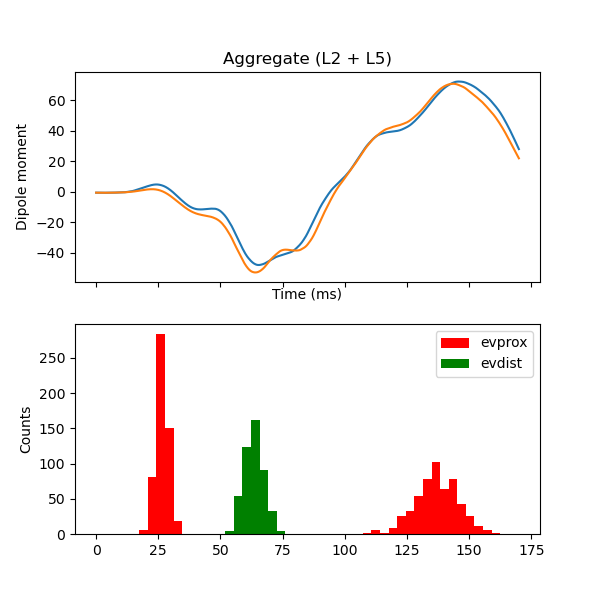 Aggregate (L2 + L5)
60
40
20
0
−20
−40
Dipole moment
Time (ms)
evprox
evdist
250
200
150
100
50
0
Counts
0 25 50 75 100 125 150 175